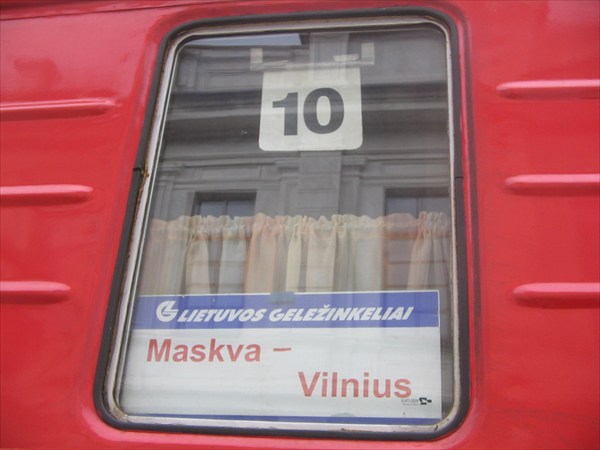 10
LIETUVOS GELEŽINKELIAI
Maskva –
Vilnius